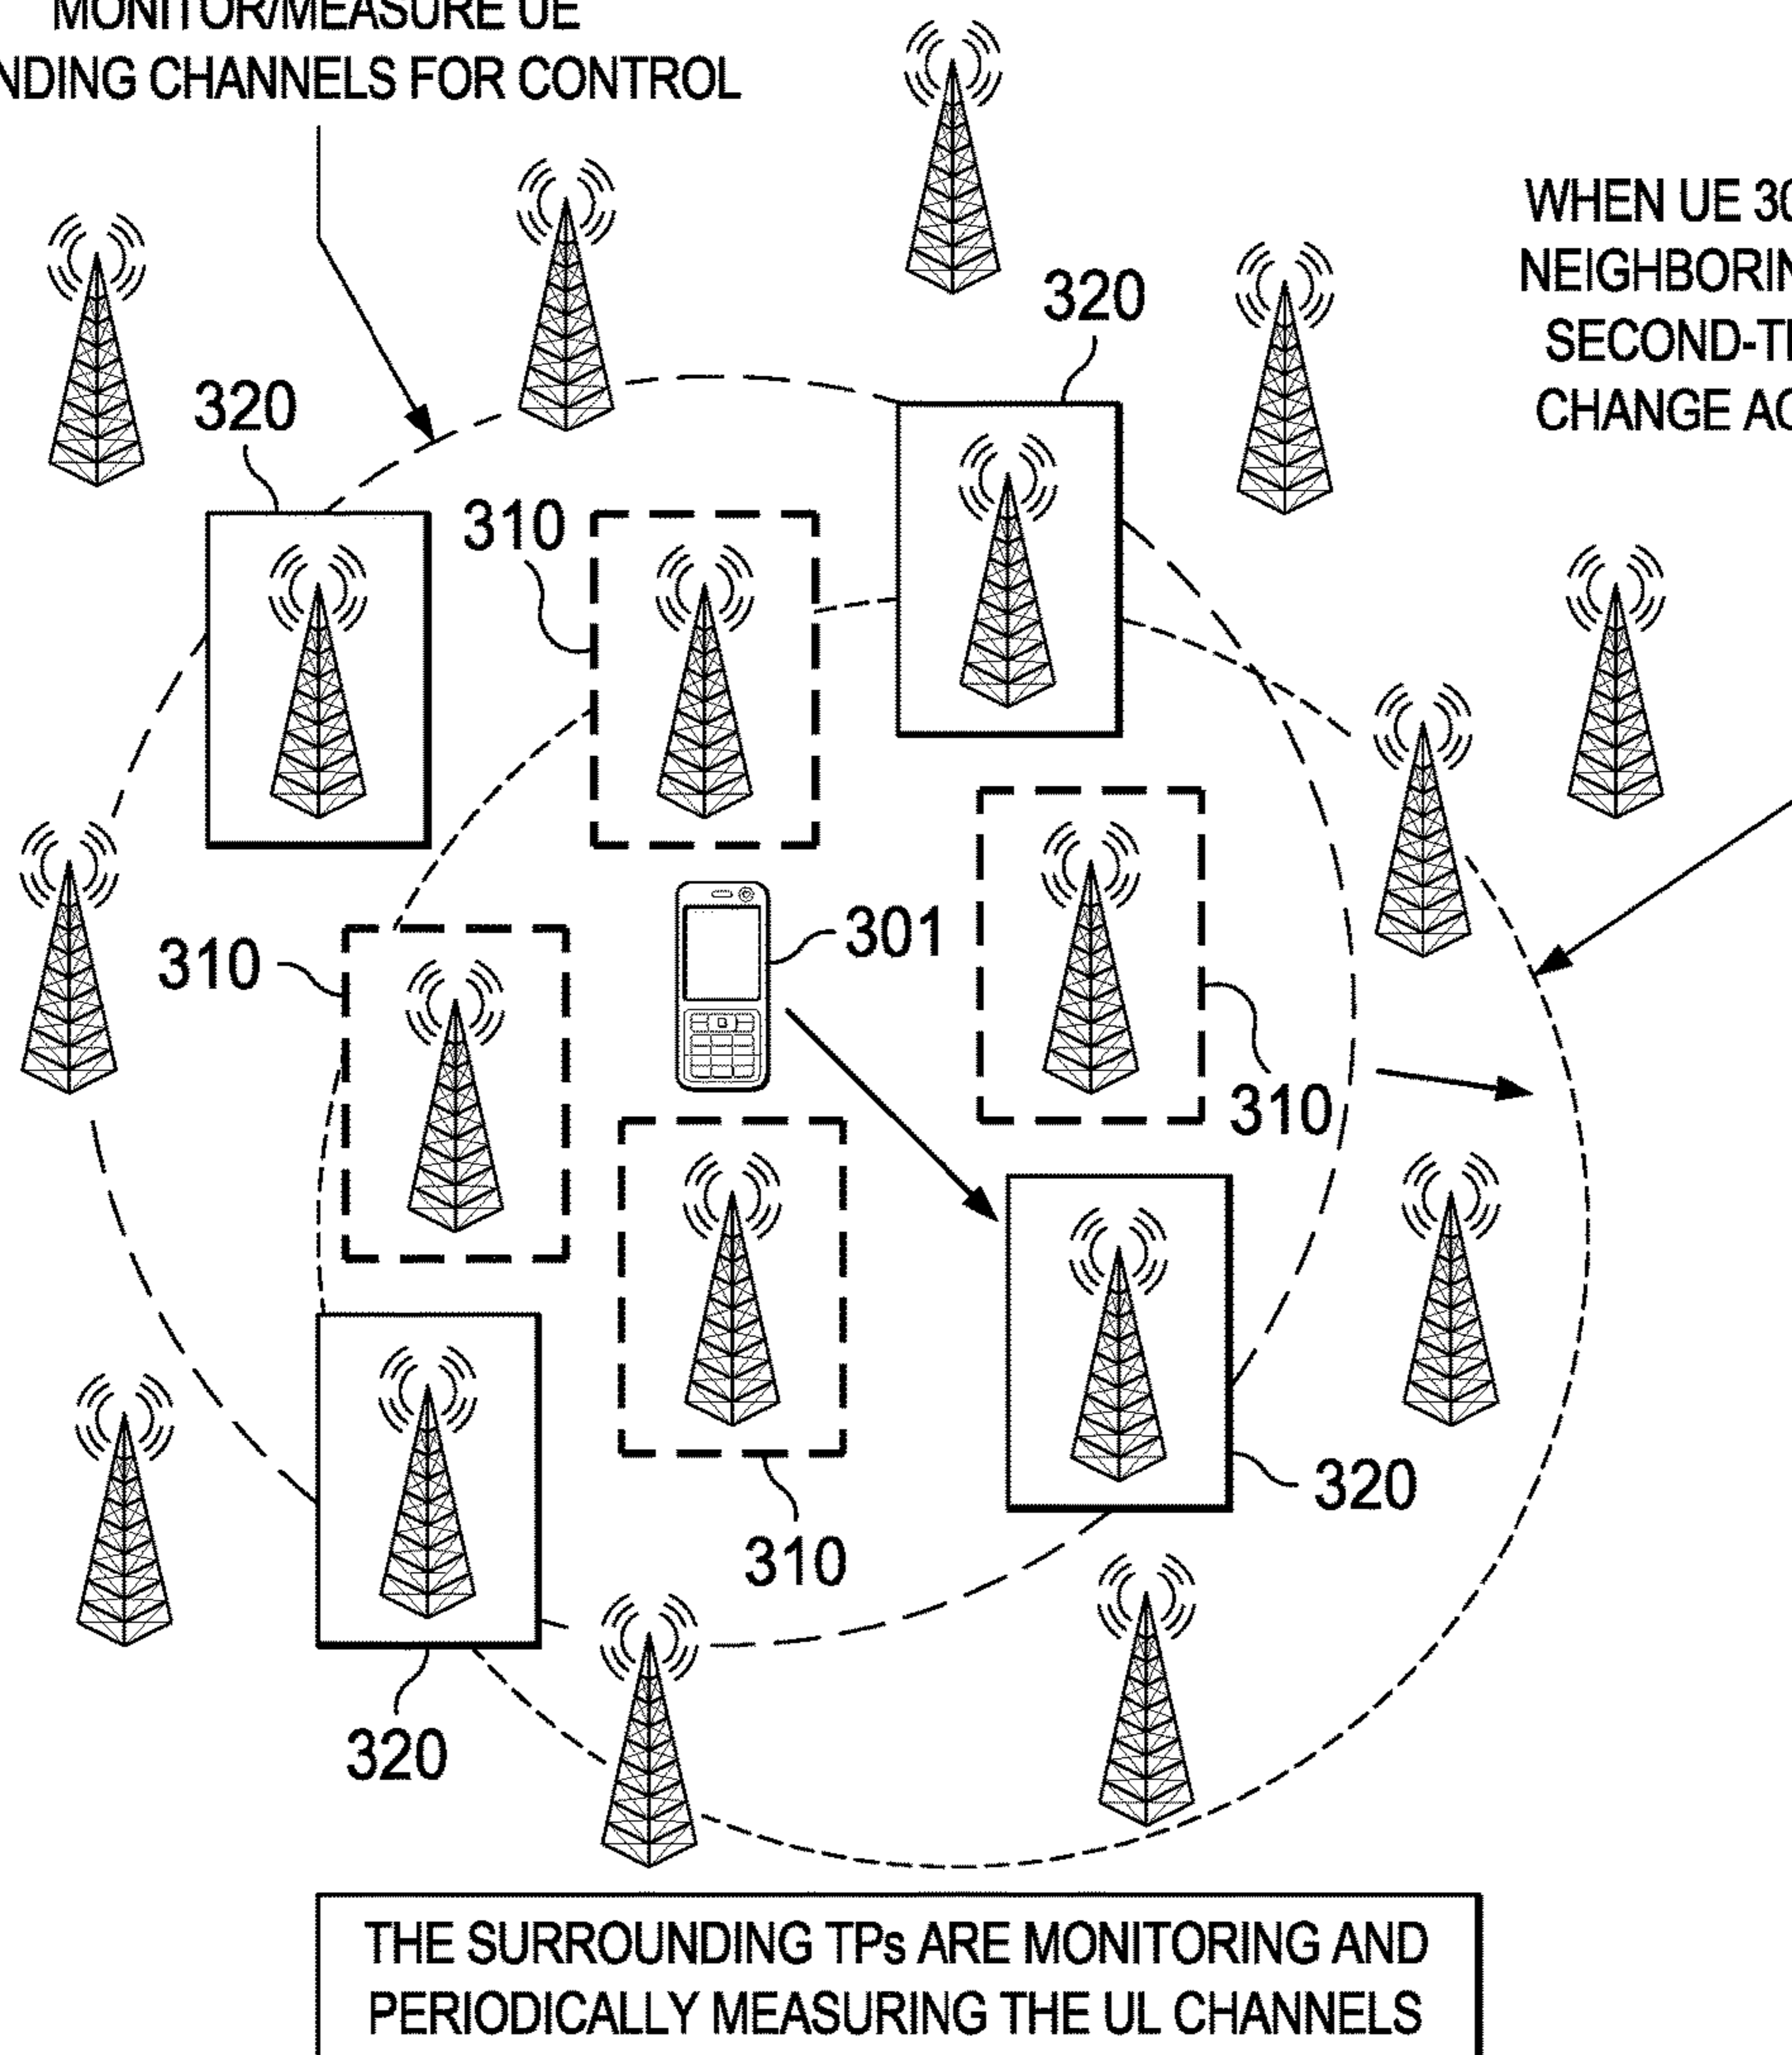 MONITOR/MEASURE UE
NDING CHANNELS FOR CONTROL
WHEN UE 30
NEIGHBORIN
SECOND-TI
CHANGE AC
320
320
310
310
301
310
320
310
320
THE SURROUNDING TPs ARE MONITORING AND
PERIODICALLY MEASURING THE UL CHANNELS